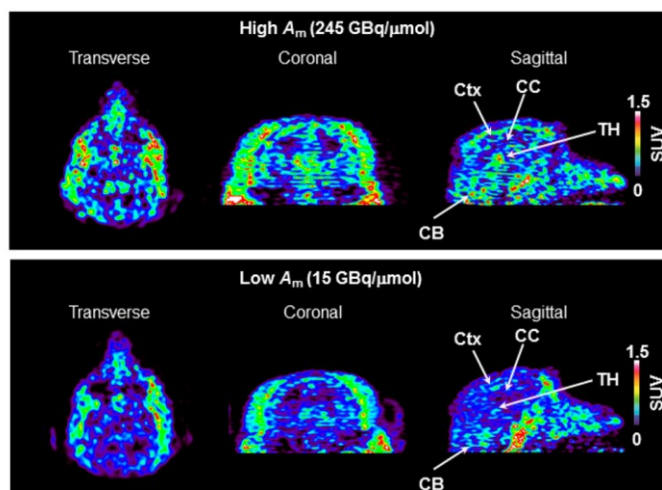 High Am (245 GBq/μmol)
Transverse Coronal Sagittal
Ctx CC
TH
CB
1.5
SUV
0
Low Am (15 GBq/μmol)
Transverse Coronal Sagittal
Ctx CC
TH
CB
1.5
SUV
0